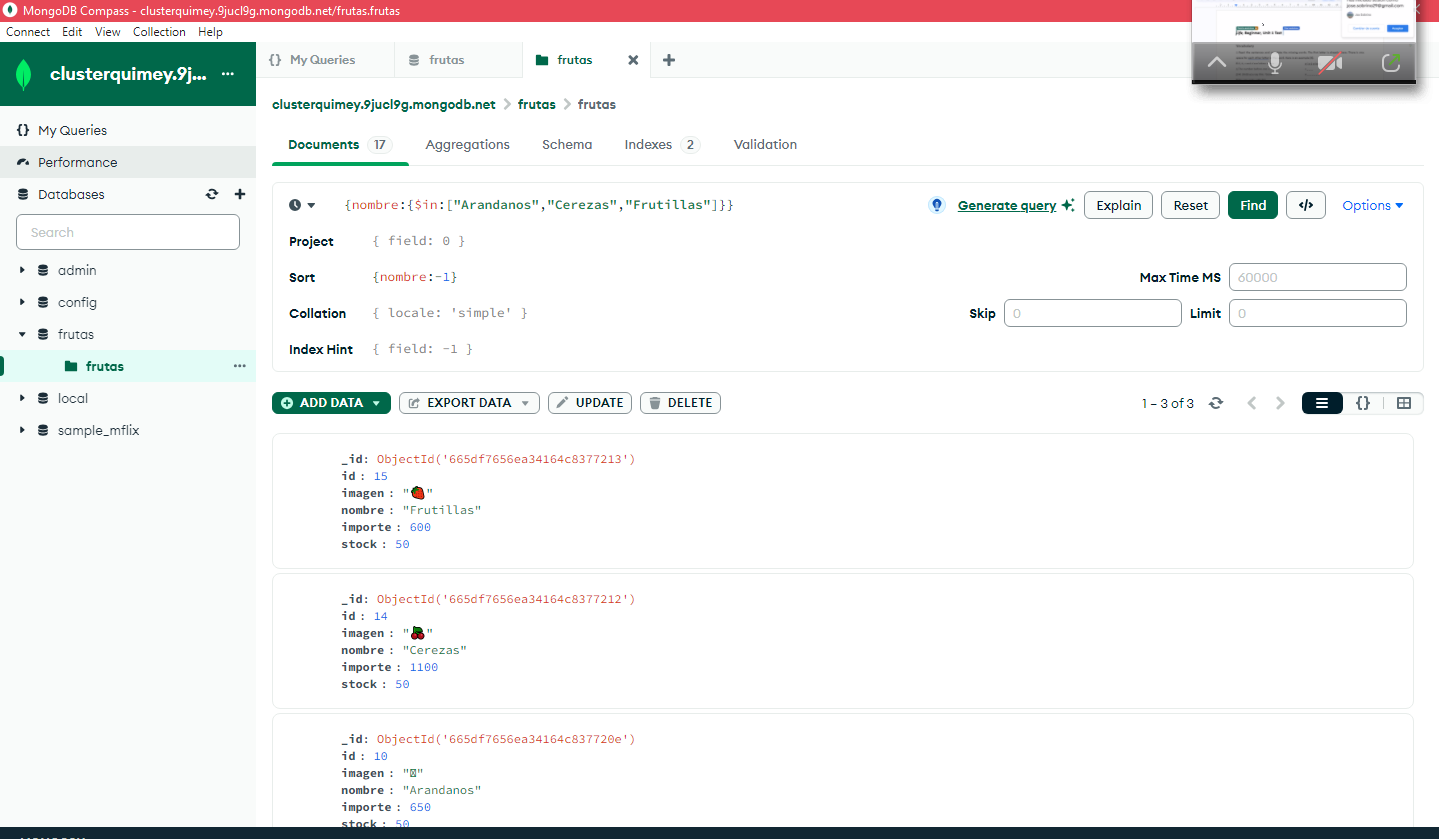 MongoDB Compass - clusterquimey.9jucl9g.mongodb.net/frutas.frutas
Connect Edit View Collection Help
clusterquimey.9j... ...
{} My Queries
Performance
Databases
Search
admin
config
frutas
frutas ...
local
sample_mflix
{} My Queries
frutas
frutas
clusterquimey.9jucl9g.mongodb.net > frutas > frutas
Documents 17 Aggregations Schema Indexes 2 Validation
{nombre:{$in:["Arandanos","Cerezas","Frutillas"]}} Generate query Explain Reset Find </> Options
Project { field: 0 }
Sort {nombre:-1} Max Time MS 60000
Collation { locale: 'simple' } Skip 0 Limit 0
Index Hint { field: -1 }
ADD DATA EXPORT DATA UPDATE DELETE 1 – 3 of 3 {}
_id: ObjectId('665df7656ea34164c8377213')
id : 15
imagen : "🍓"
nombre : "Frutillas"
importe : 600
stock : 50
_id: ObjectId('665df7656ea34164c8377212')
id : 14
imagen : "🍒"
nombre : "Cerezas"
importe : 1100
stock : 50
_id: ObjectId('665df7656ea34164c837720e')
id : 10
imagen : ""
nombre : "Arandanos"
importe : 650
stock : 50